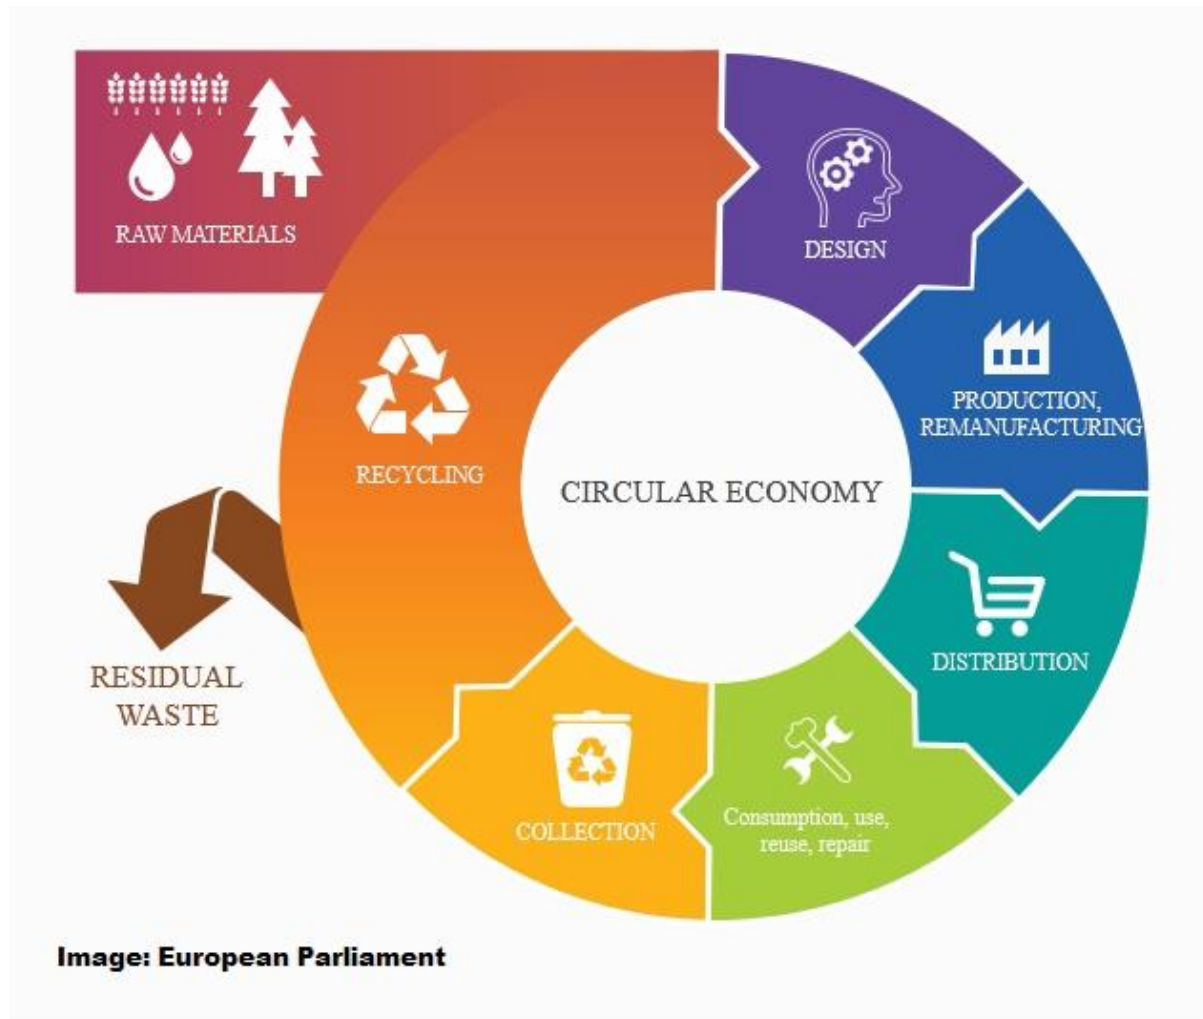 RAW MATERIALS
DESIGN
PRODUCTION,
REMANUFACTURING
RECYCLING
CIRCULAR ECONOMY
DISTRIBUTION
RESIDUAL
WASTE
COLLECTION
Consumption, use,
reuse, repair
Image: European Parliament